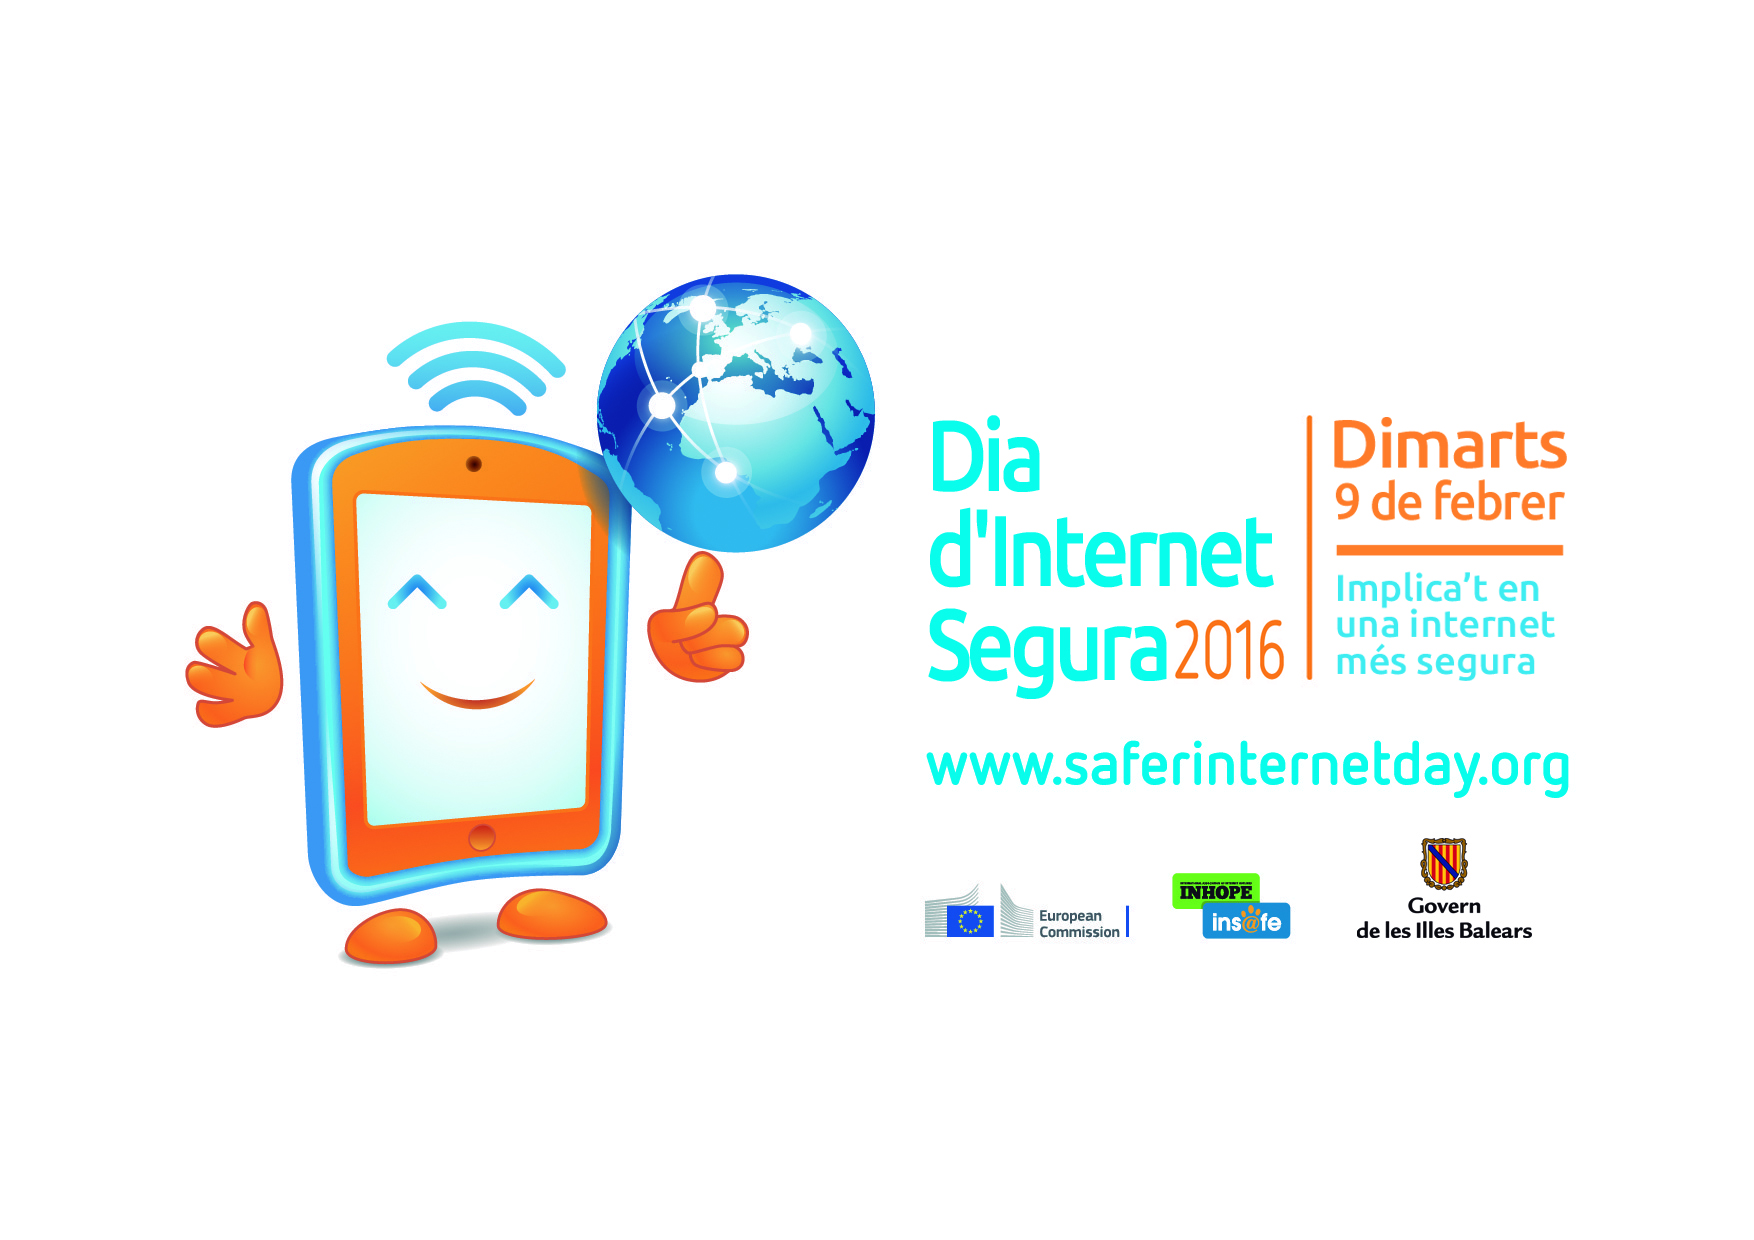 Dia
d'Internet
Segura 2016
Dimarts
9 de febrer
Implica't en
una internet
més segura
www.saferinternetday.org
European
Commission
INHOPE
ins@fe
Govern
de les Illes Balears